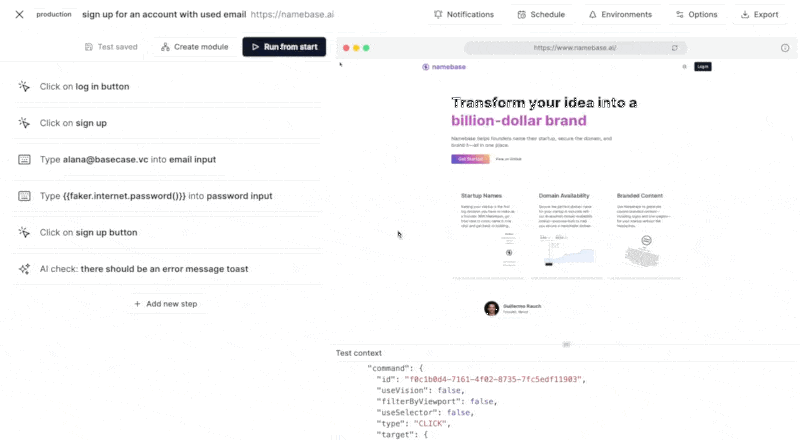 production sign up for an account with used email https://namebase.ai
Notifications Schedule Environments Options Export
Test saved Create module Run from start
https://www.namebase.ai/
Click on log in button
Click on sign up
Type alana@basecase.vc into email input
Type {{faker.internet.password()}} into password input
Click on sign up button
AI check: there should be an error message toast
+ Add new step
namebase
Log In
Transform your idea into a
billion-dollar brand
Namebase helps founders name their startup, secure the domain, and
brand it—all in one place.
Get Started
Startup Names
Domain Availability
Branded Content
Guillermo Rauch
Test context
"command": {
"id": "f0c1b0d4-7161-4f02-8735-7fc5edf11903",
"useVision": false,
"filterByViewport": false,
"useSelector": false,
"type": "CLICK",
"target": {